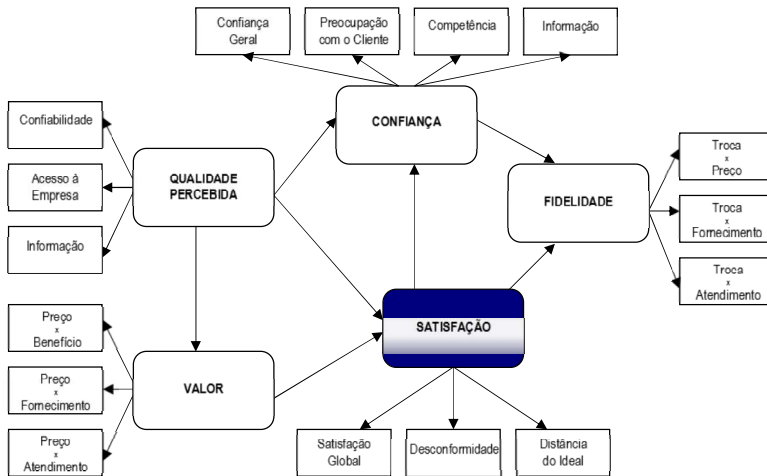 Confiança
Geral
Preocupação
com o Cliente
Competência
Informação
CONFIANÇA
Confiabilidade
Acesso à
Empresa
Informação
QUALIDADE
PERCEBIDA
FIDELIDADE
Troca
x
Preço
Troca
x
Fornecimento
Troca
x
Atendimento
SATISFAÇÃO
Preço
x
Benefício
Preço
x
Fornecimento
Preço
x
Atendimento
VALOR
Satisfação
Global
Desconformidade
Distância
do Ideal